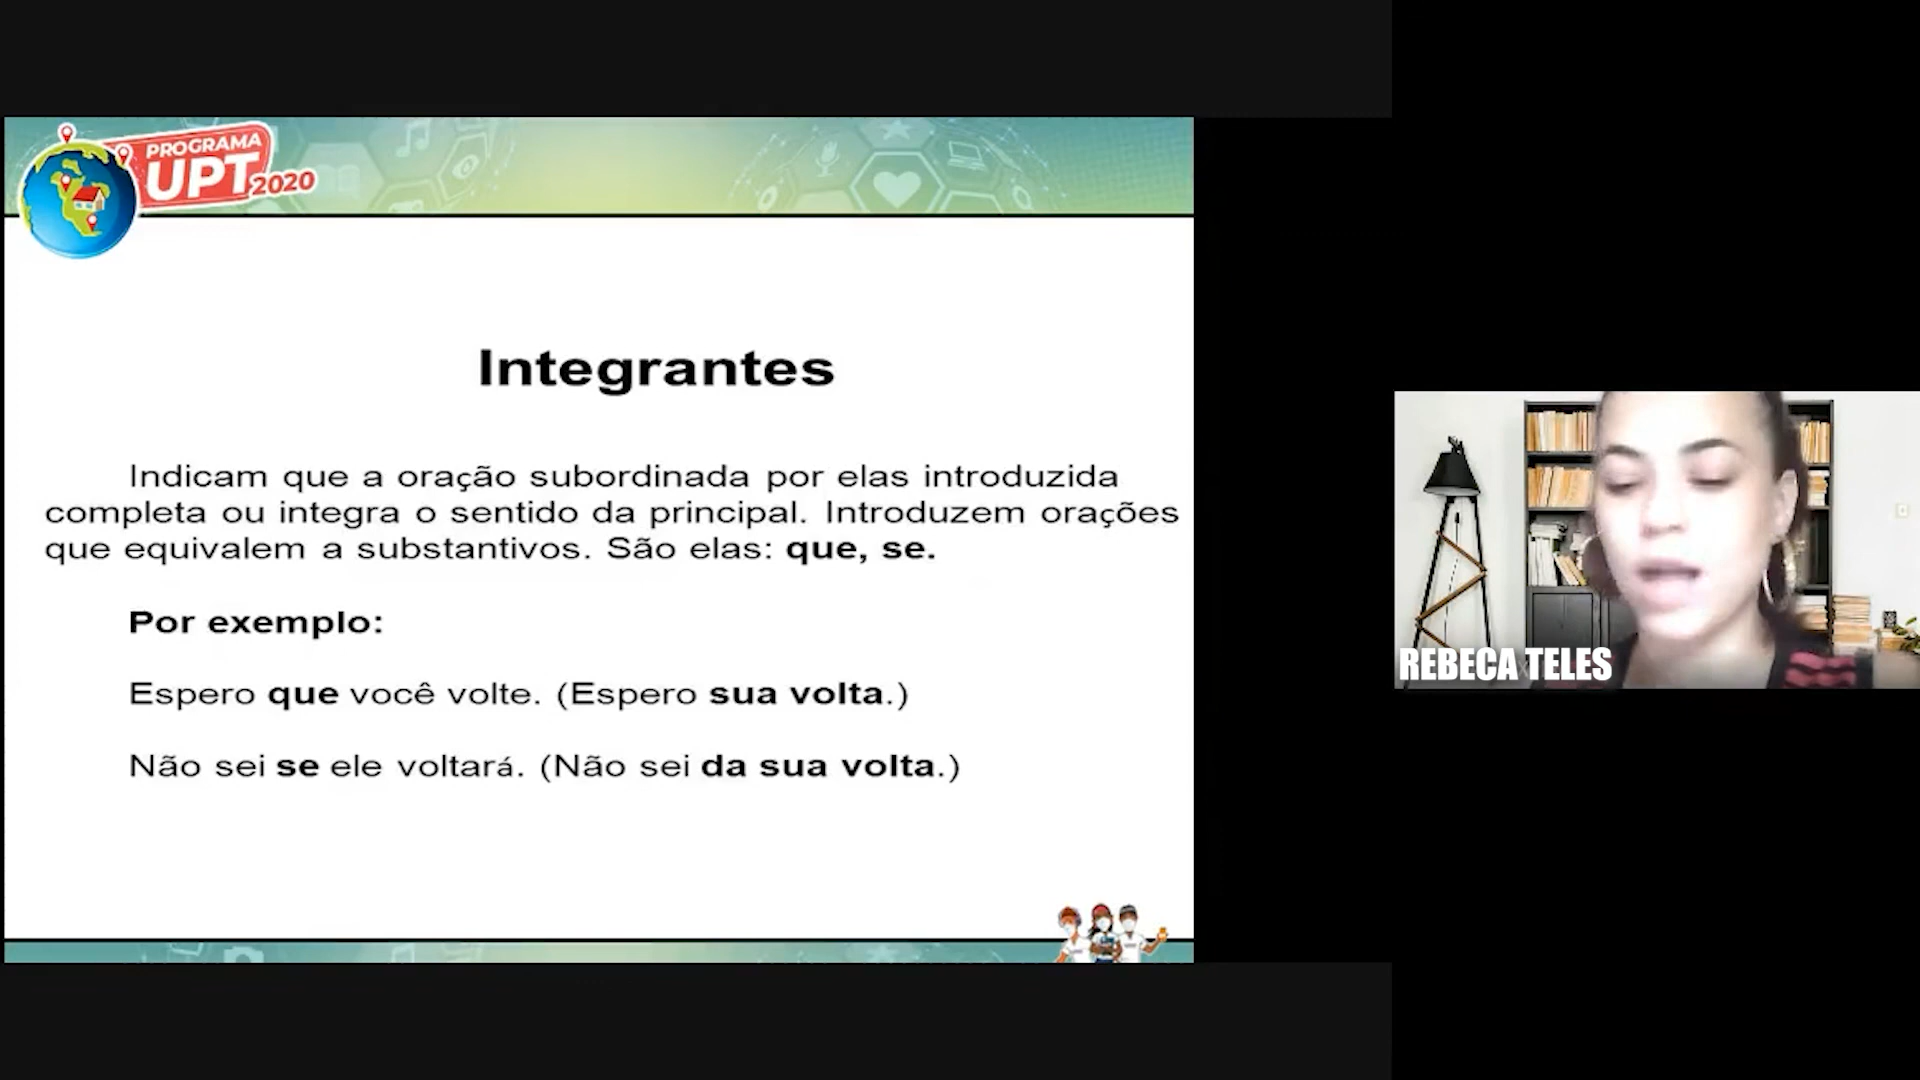 PROGRAMA
UPT 2020
Integrantes
Indicam que a oração subordinada por elas introduzida
completa ou integra o sentido da principal. Introduzem orações
que equivalem a substantivos. São elas: que, se.
Por exemplo:
Espero que você volte. (Espero sua volta.)
Não sei se ele voltará. (Não sei da sua volta.)
REBECA TELES